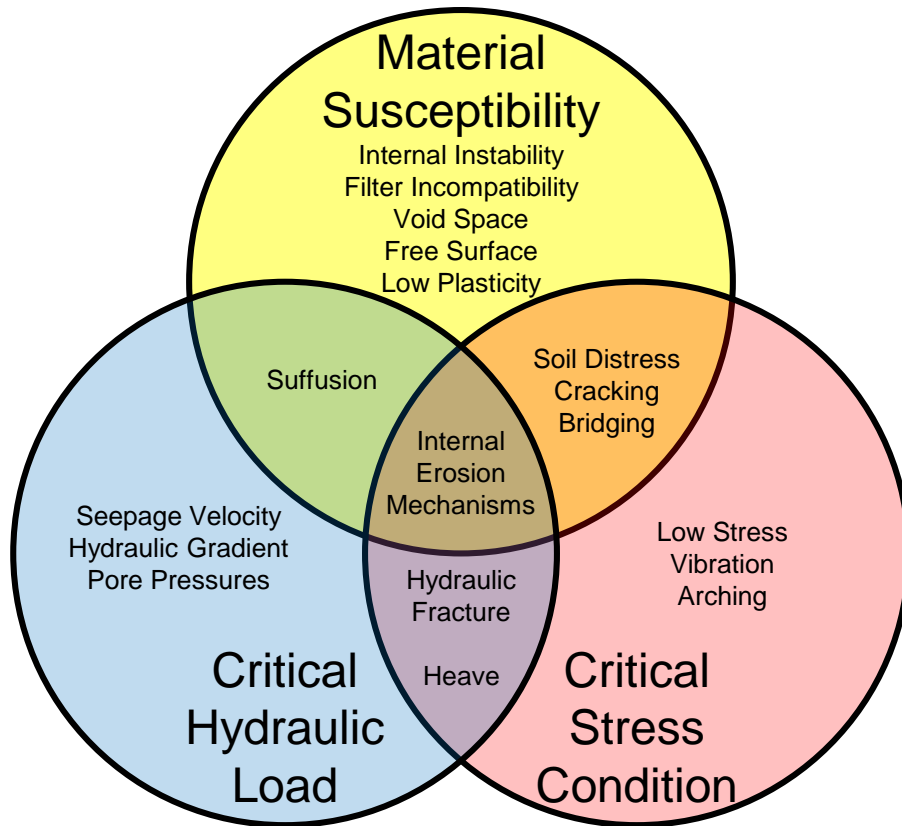 Material
Susceptibility
Internal Instability
Filter Incompatibility
Void Space
Free Surface
Low Plasticity
Suffusion
Soil Distress
Cracking
Bridging
Internal
Erosion
Mechanisms
Seepage Velocity
Hydraulic Gradient
Pore Pressures
Low Stress
Vibration
Arching
Hydraulic
Fracture
Heave
Critical
Hydraulic
Load
Critical
Stress
Condition